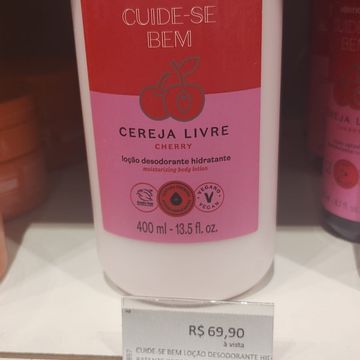 CUIDE-SE
BEM
CEREJA LIVRE
CHERRY
loção desodorante hidratante
moisturizing body lotion
VEGANO
V
VEGAN
400 ml - 13.5 fl. oz.
R$ 69,90
à vista
CUIDE-SE BEM LOÇÃO DESODORANTE HID
CEREJA